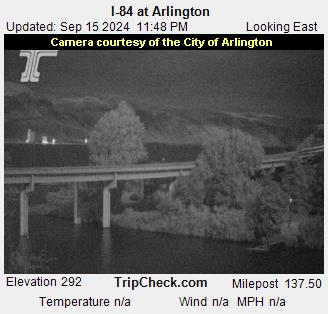 I-84 at Arlington
Updated: Sep 15 2024 11:48 PM Looking East
Camera courtesy of the City of Arlington
Elevation 292 TripCheck.com Milepost 137.50
Temperature n/a Wind n/a MPH n/a